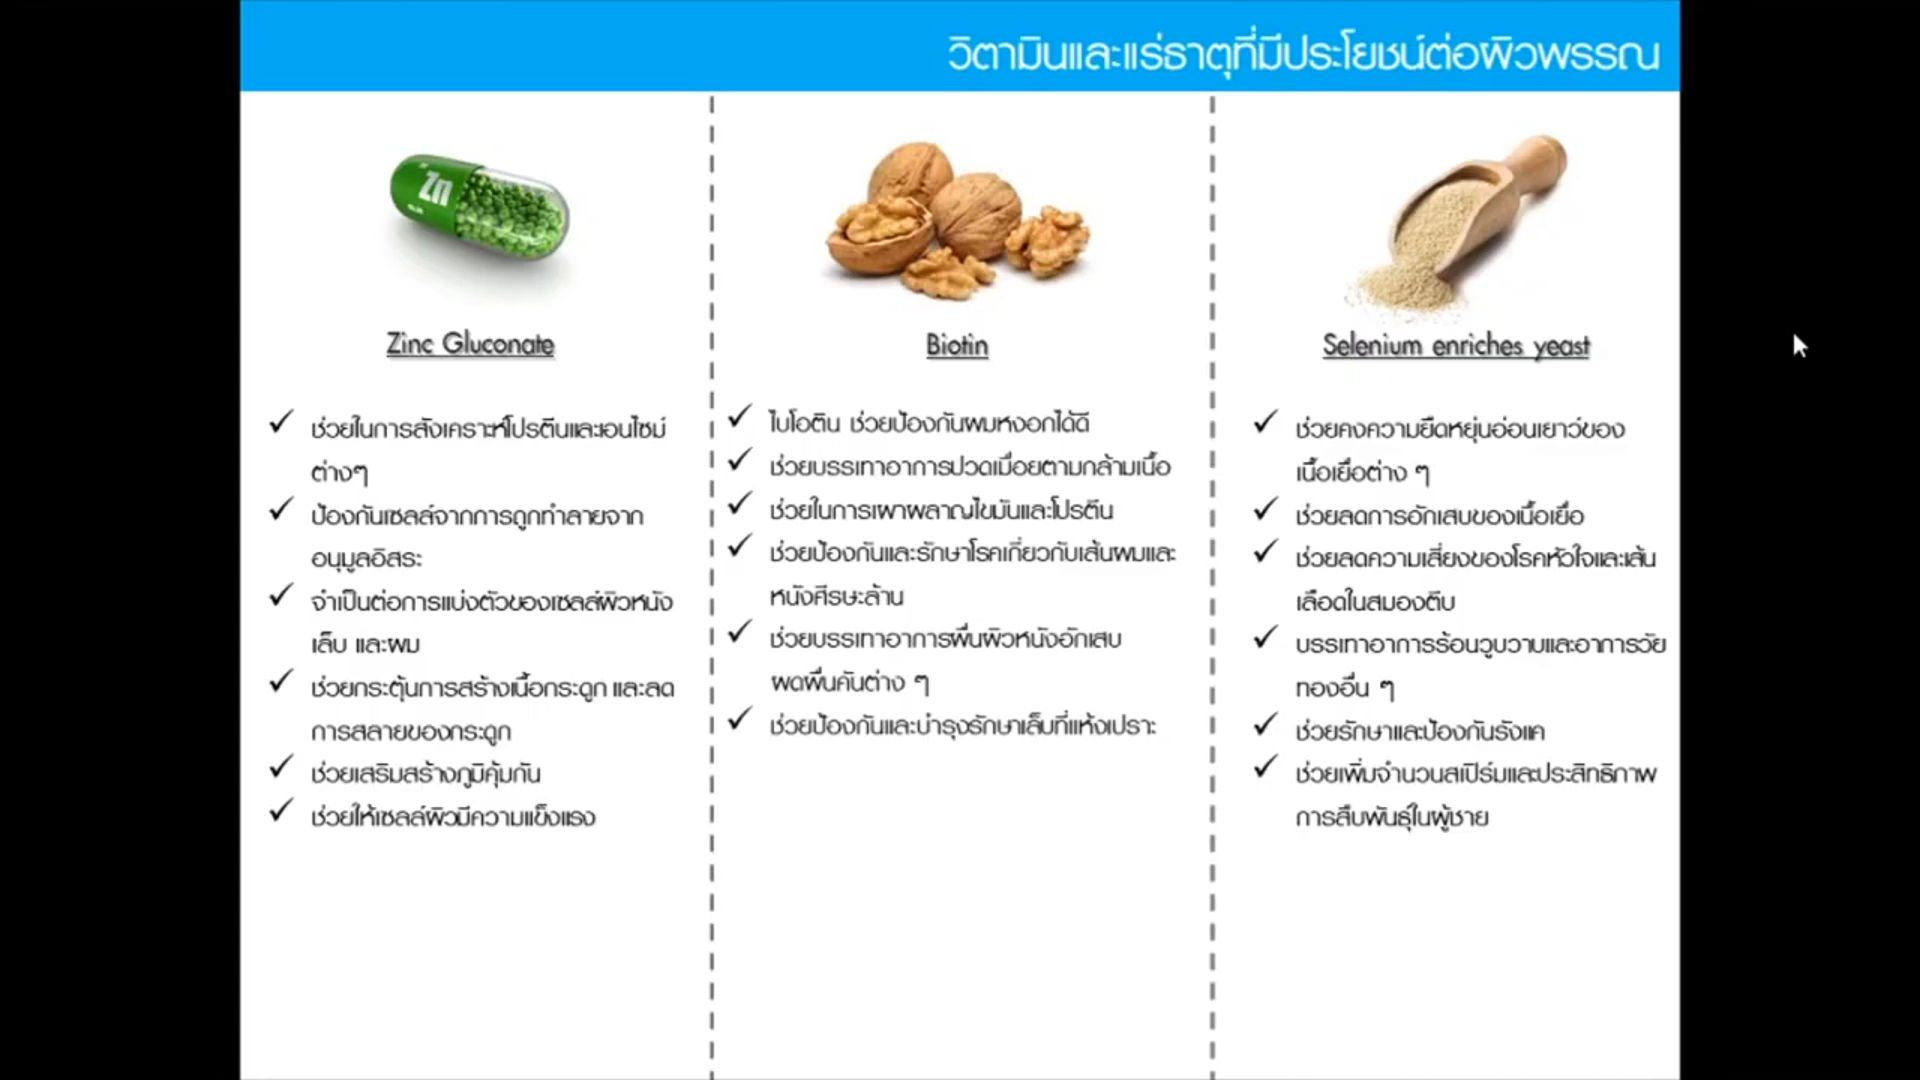 วิตามินและแร่ธาตุที่มีประโยชน์ต่อผิวพรรณ
Zn
Zinc Gluconate
✓ ช่วยในการสังเคราะห์โปรตีนและเอนไซม์
ต่างๆ
✓ ป้องกันเซลล์จากการถูกทำลายจาก
อนุมูลอิสระ
✓ จำเป็นต่อการแบ่งตัวของเซลล์ผิวหนัง
เล็บ และผม
✓ ช่วยกระตุ้นการสร้างเนื้อกระดูก และลด
การสลายของกระดูก
✓ ช่วยเสริมสร้างภูมิคุ้มกัน
✓ ช่วยให้เซลล์ผิวมีความแข็งแรง
Biotin
✓ ไบโอติน ช่วยป้องกันผมหงอกได้ดี
✓ ช่วยบรรเทาอาการปวดเมื่อยตามกล้ามเนื้อ
✓ ช่วยในการเผาผลาญไขมันและโปรตีน
✓ ช่วยป้องกันและรักษาโรคเกี่ยวกับเส้นผมและ
หนังศีรษะล้าน
✓ ช่วยบรรเทาอาการผื่นผิวหนังอักเสบ
ผดผื่นคันต่าง ๆ
✓ ช่วยป้องกันและบำรุงรักษาเล็บที่แห้งเปราะ
Selenium enriches yeast
✓ ช่วยคงความยืดหยุ่นอ่อนเยาว์ของ
เนื้อเยื่อต่าง ๆ
✓ ช่วยลดการอักเสบของเนื้อเยื่อ
✓ ช่วยลดความเสี่ยงของโรคหัวใจและเส้น
เลือดในสมองตีบ
✓ บรรเทาอาการร้อนวูบวาบและอาการวัย
ทองอื่น ๆ
✓ ช่วยรักษาและป้องกันรังแค
✓ ช่วยเพิ่มจำนวนสเปิร์มและประสิทธิภาพ
การสืบพันธุ์ในผู้ชาย